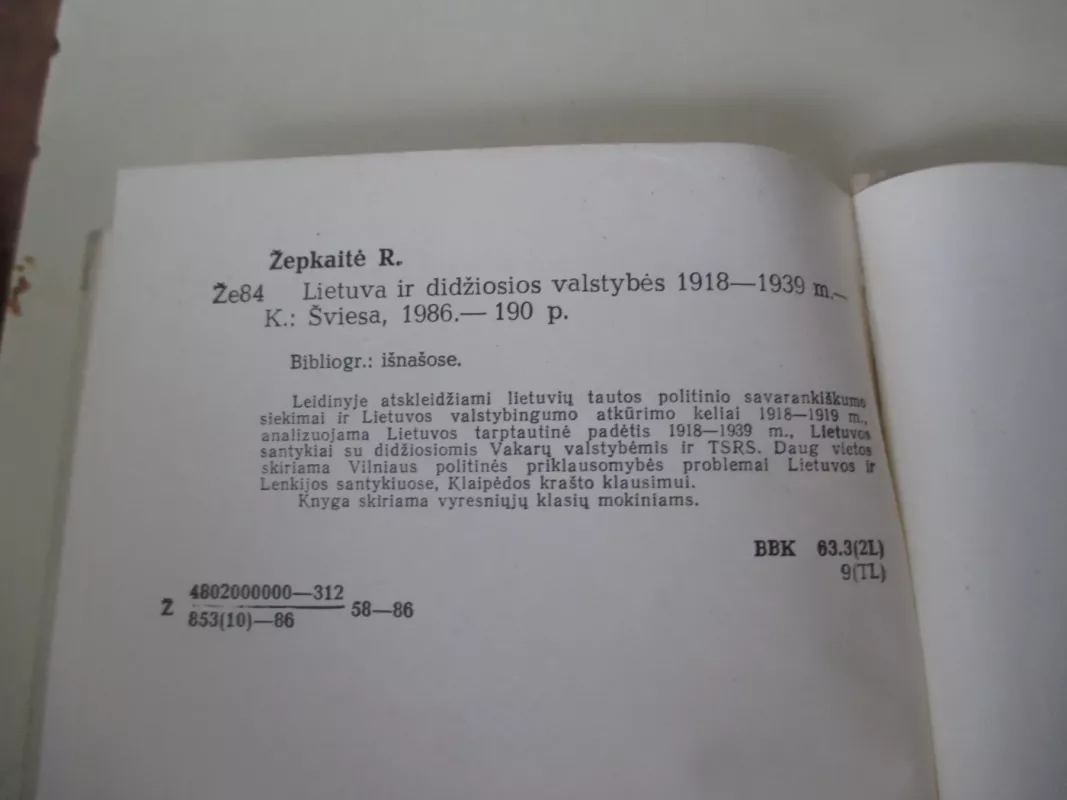 Žepkaitė R.
Že84 Lietuva ir didžiosios valstybės 1918—1939 m.—
K.: Šviesa, 1986.— 190 p.
Bibliogr.: išnašose.
Leidinyje atskleidžiami lietuvių tautos politinio savarankiškumo
siekimai ir Lietuvos valstybingumo atkūrimo keliai 1918—1919 m.,
analizuojama Lietuvos tarptautinė padėtis 1918—1939 m., Lietuvos
santykiai su didžiosiomis Vakarų valstybėmis ir TSRS. Daug vietos
skiriama Vilniaus politinės priklausomybės problemai Lietuvos ir
Lenkijos santykiuose, Klaipėdos krašto klausimui.
Knyga skiriama vyresniųjų klasių mokiniams.
BBK 63.3(2L)
9(TL)
4802000000—312
Ž 58—86
853(10)—86